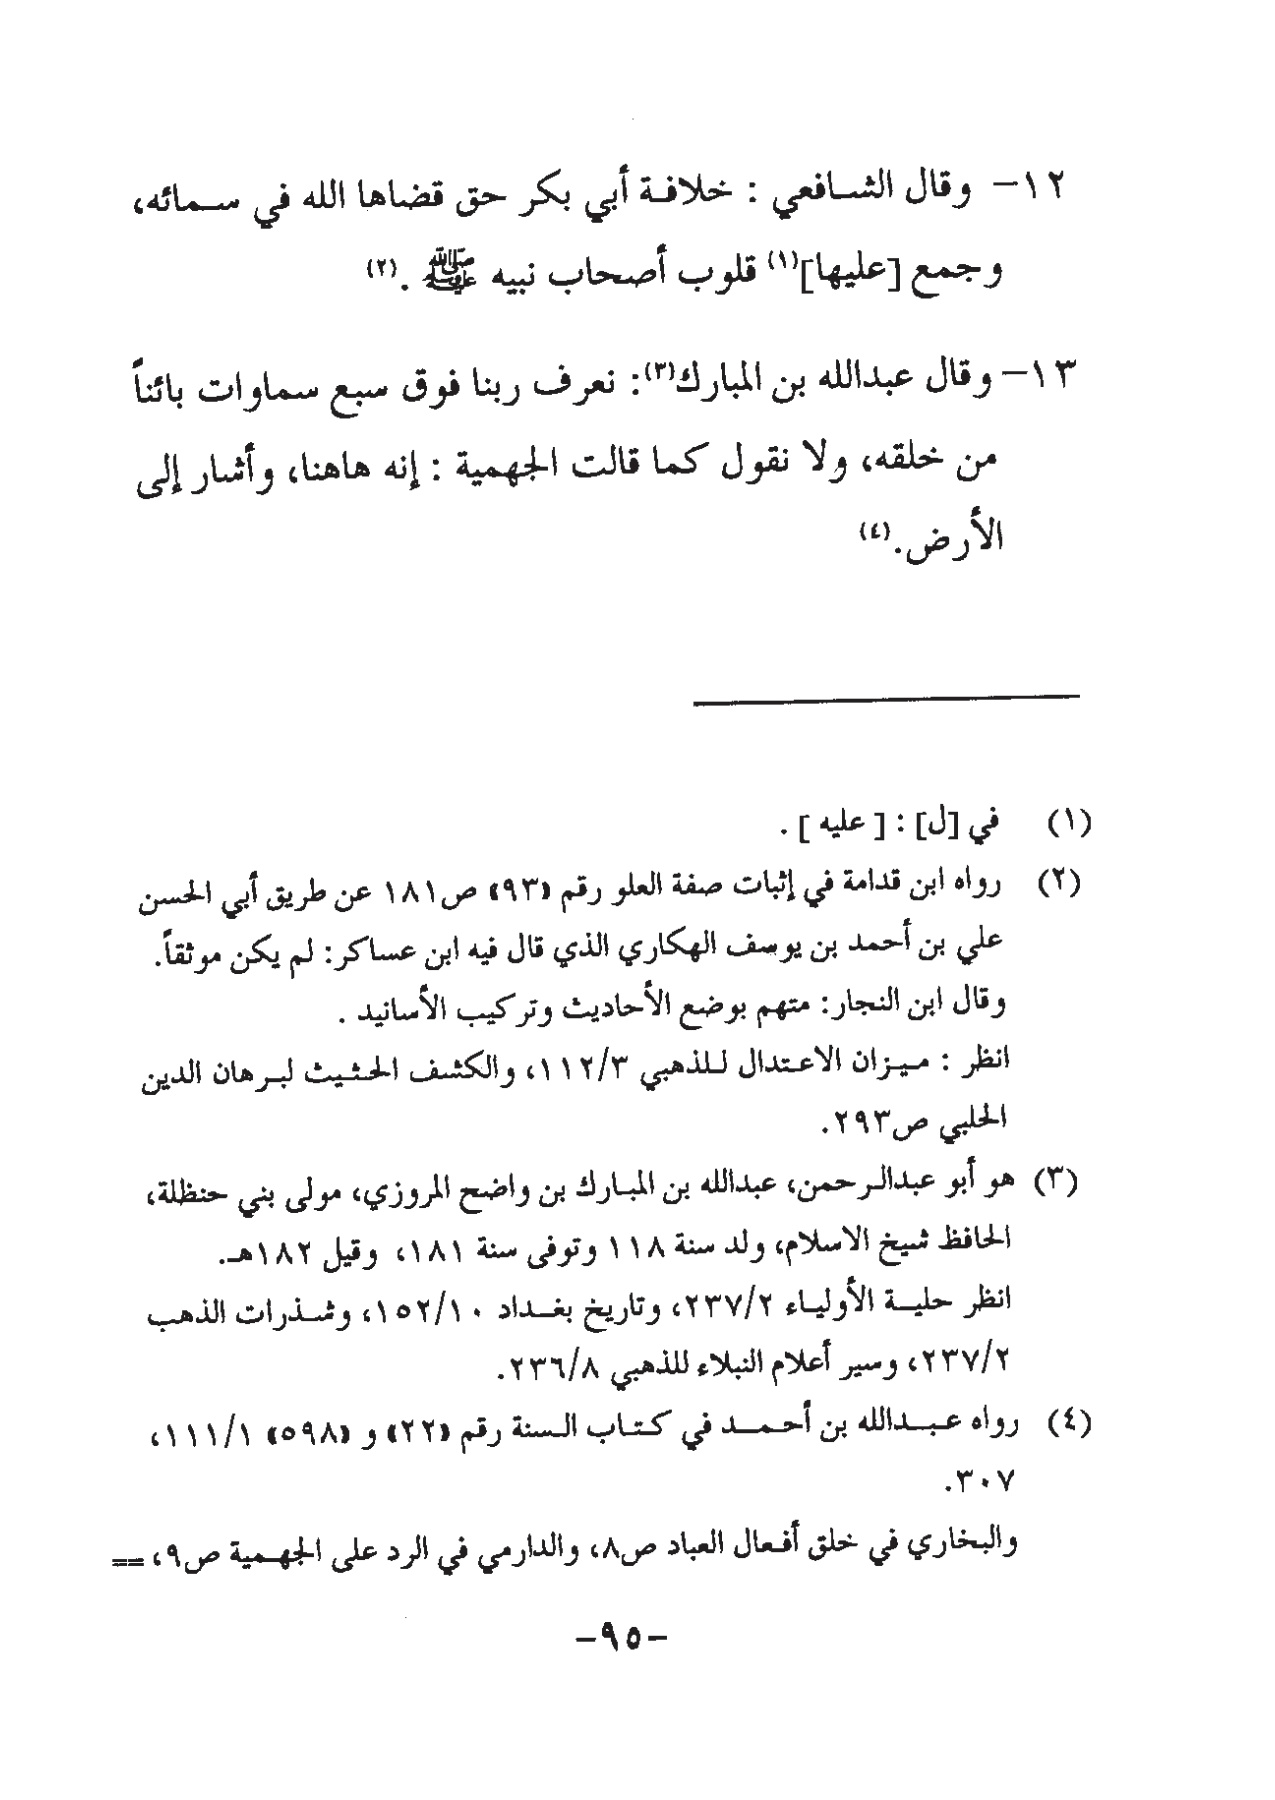 ١٢- وقال الشافعي : خلافة أبي بكر حق قضاها الله في سمائه،
وجمع [عليها](١) قلوب أصحاب نبيه ﷺ .(٢)
١٣- وقال عبدالله بن المبارك(٣): نعرف ربنا فوق سبع سماوات بائناً
من خلقه، ولا نقول كما قالت الجهمية : إنه هاهنا، وأشار إلى
الأرض.(٤)
(١) في [ل] : [ عليه ] .
(٢) رواه ابن قدامة في إثبات صفة العلو رقم (٩٣) ص١٨١ عن طريق أبي الحسن
علي بن أحمد بن يوسف الهكاري الذي قال فيه ابن عساكر: لم يكن موثقاً.
وقال ابن النجار: متهم بوضع الأحاديث وتركيب الأسانيد .
انظر : ميزان الاعتدال للذهبي ١١٢/٣، والكشف الحثيث لبرهان الدين
الحلبي ص٢٩٣.
(٣) هو أبو عبدالرحمن، عبدالله بن المبارك بن واضح المروزي، مولى بني حنظلة،
الحافظ شيخ الاسلام، ولد سنة ١١٨ وتوفى سنة ١٨١، وقيل ١٨٢هـ.
انظر حلية الأولياء ٢٣٧/٢، وتاريخ بغداد ١٥٢/١٠، وشذرات الذهب
٢٣٧/٢، وسير أعلام النبلاء للذهبي ٢٣٦/٨.
(٤) رواه عبدالله بن أحمد في كتاب السنة رقم (٢٢) و (٥٩٨) ١١١/١،
٣٠٧.
والبخاري في خلق أفعال العباد ص٨، والدارمي في الرد على الجهمية ص٩، ==
-٩٥-